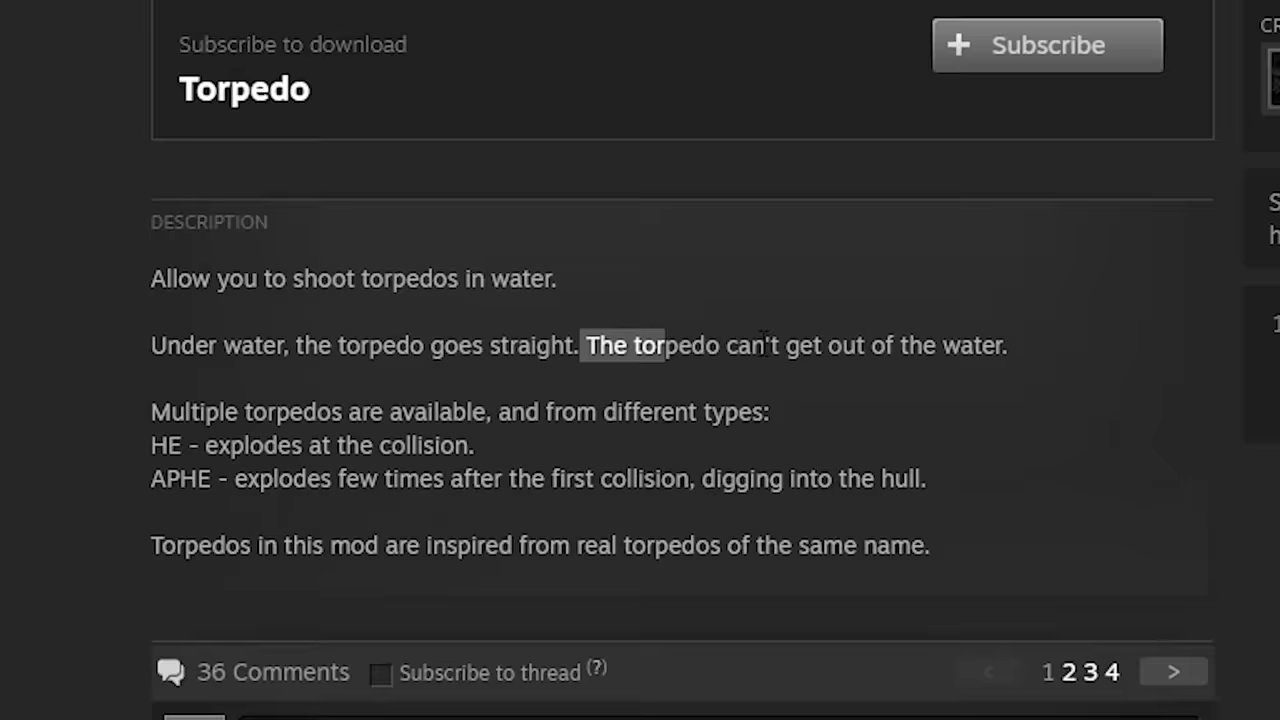 Subscribe to download
Torpedo
Subscribe
DESCRIPTION
Allow you to shoot torpedos in water.
Under water, the torpedo goes straight. The torpedo can't get out of the water.
Multiple torpedos are available, and from different types:
HE - explodes at the collision.
APHE - explodes few times after the first collision, digging into the hull.
Torpedos in this mod are inspired from real torpedos of the same name.
36 Comments
Subscribe to thread (?)
< 1 2 3 4 >